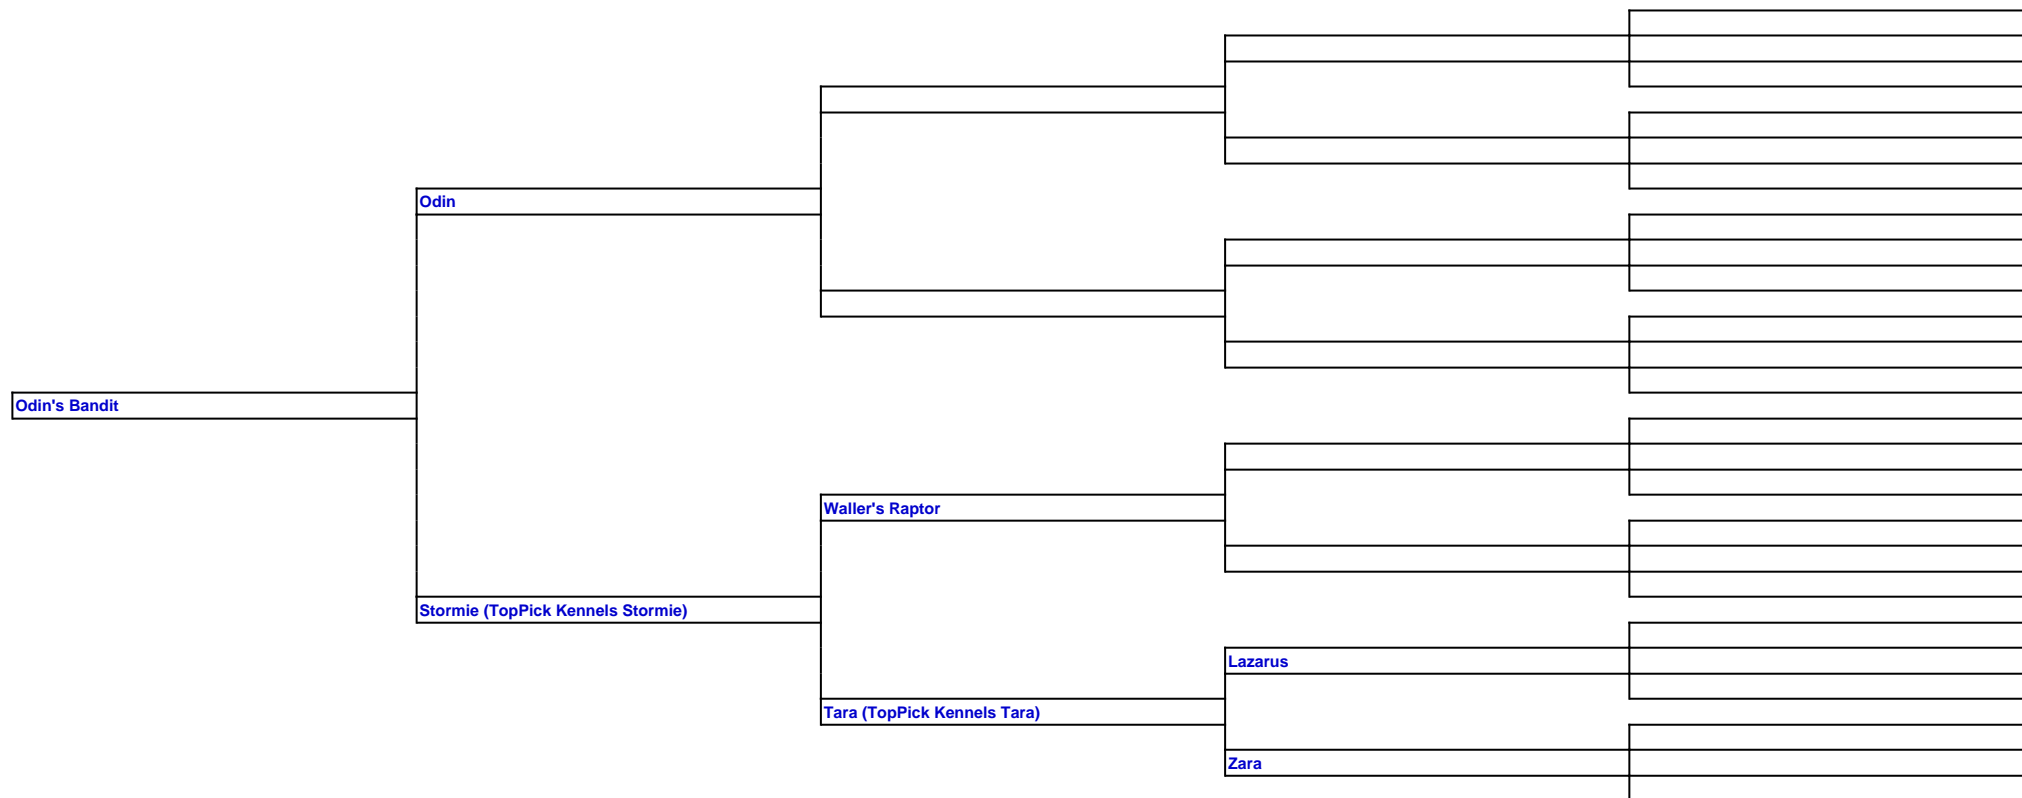 Odin
Odin's Bandit
Waller's Raptor
Stormie (TopPick Kennels Stormie)
Lazarus
Tara (TopPick Kennels Tara)
Zara